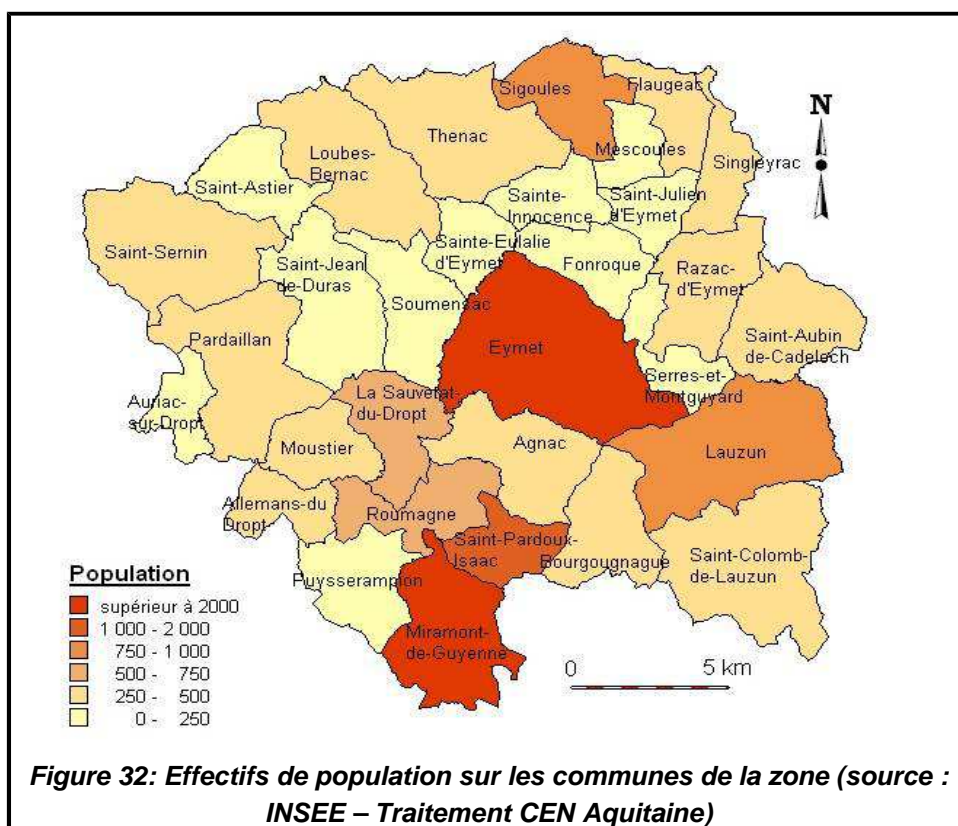 Sigoules
Flaugeac
N
Thenac
Mescoules
Singleyrac
Loubes-
Bernac
Saint-Astier
Sainte-
Innocence
Saint-Julien
d'Eymet
Saint-Sernin
Sainte-Eulalie
d'Eymet
Fonroque
Saint-Jean
de-Duras
Soumensac
Razac-
d'Eymet
Pardaillan
Eymet
Saint-Aubin
de-Cadelech
Serres-et-
Montguyard
Auriac-
sur-Dropt
La Sauvetat-
du-Dropt
Moustier
Agnac
Lauzun
Allemans-du
Dropt
Roumagne
Saint-Pardoux-
Isaac
Bourgougnague
Saint-Colomb-
de-Lauzun
Puysserampion
Miramont-
de-Guyenne
Population
supérieur à 2000
1 000 - 2 000
750 - 1 000
500 - 750
250 - 500
0 - 250
0 5 km
Figure 32: Effectifs de population sur les communes de la zone (source :
INSEE – Traitement CEN Aquitaine)